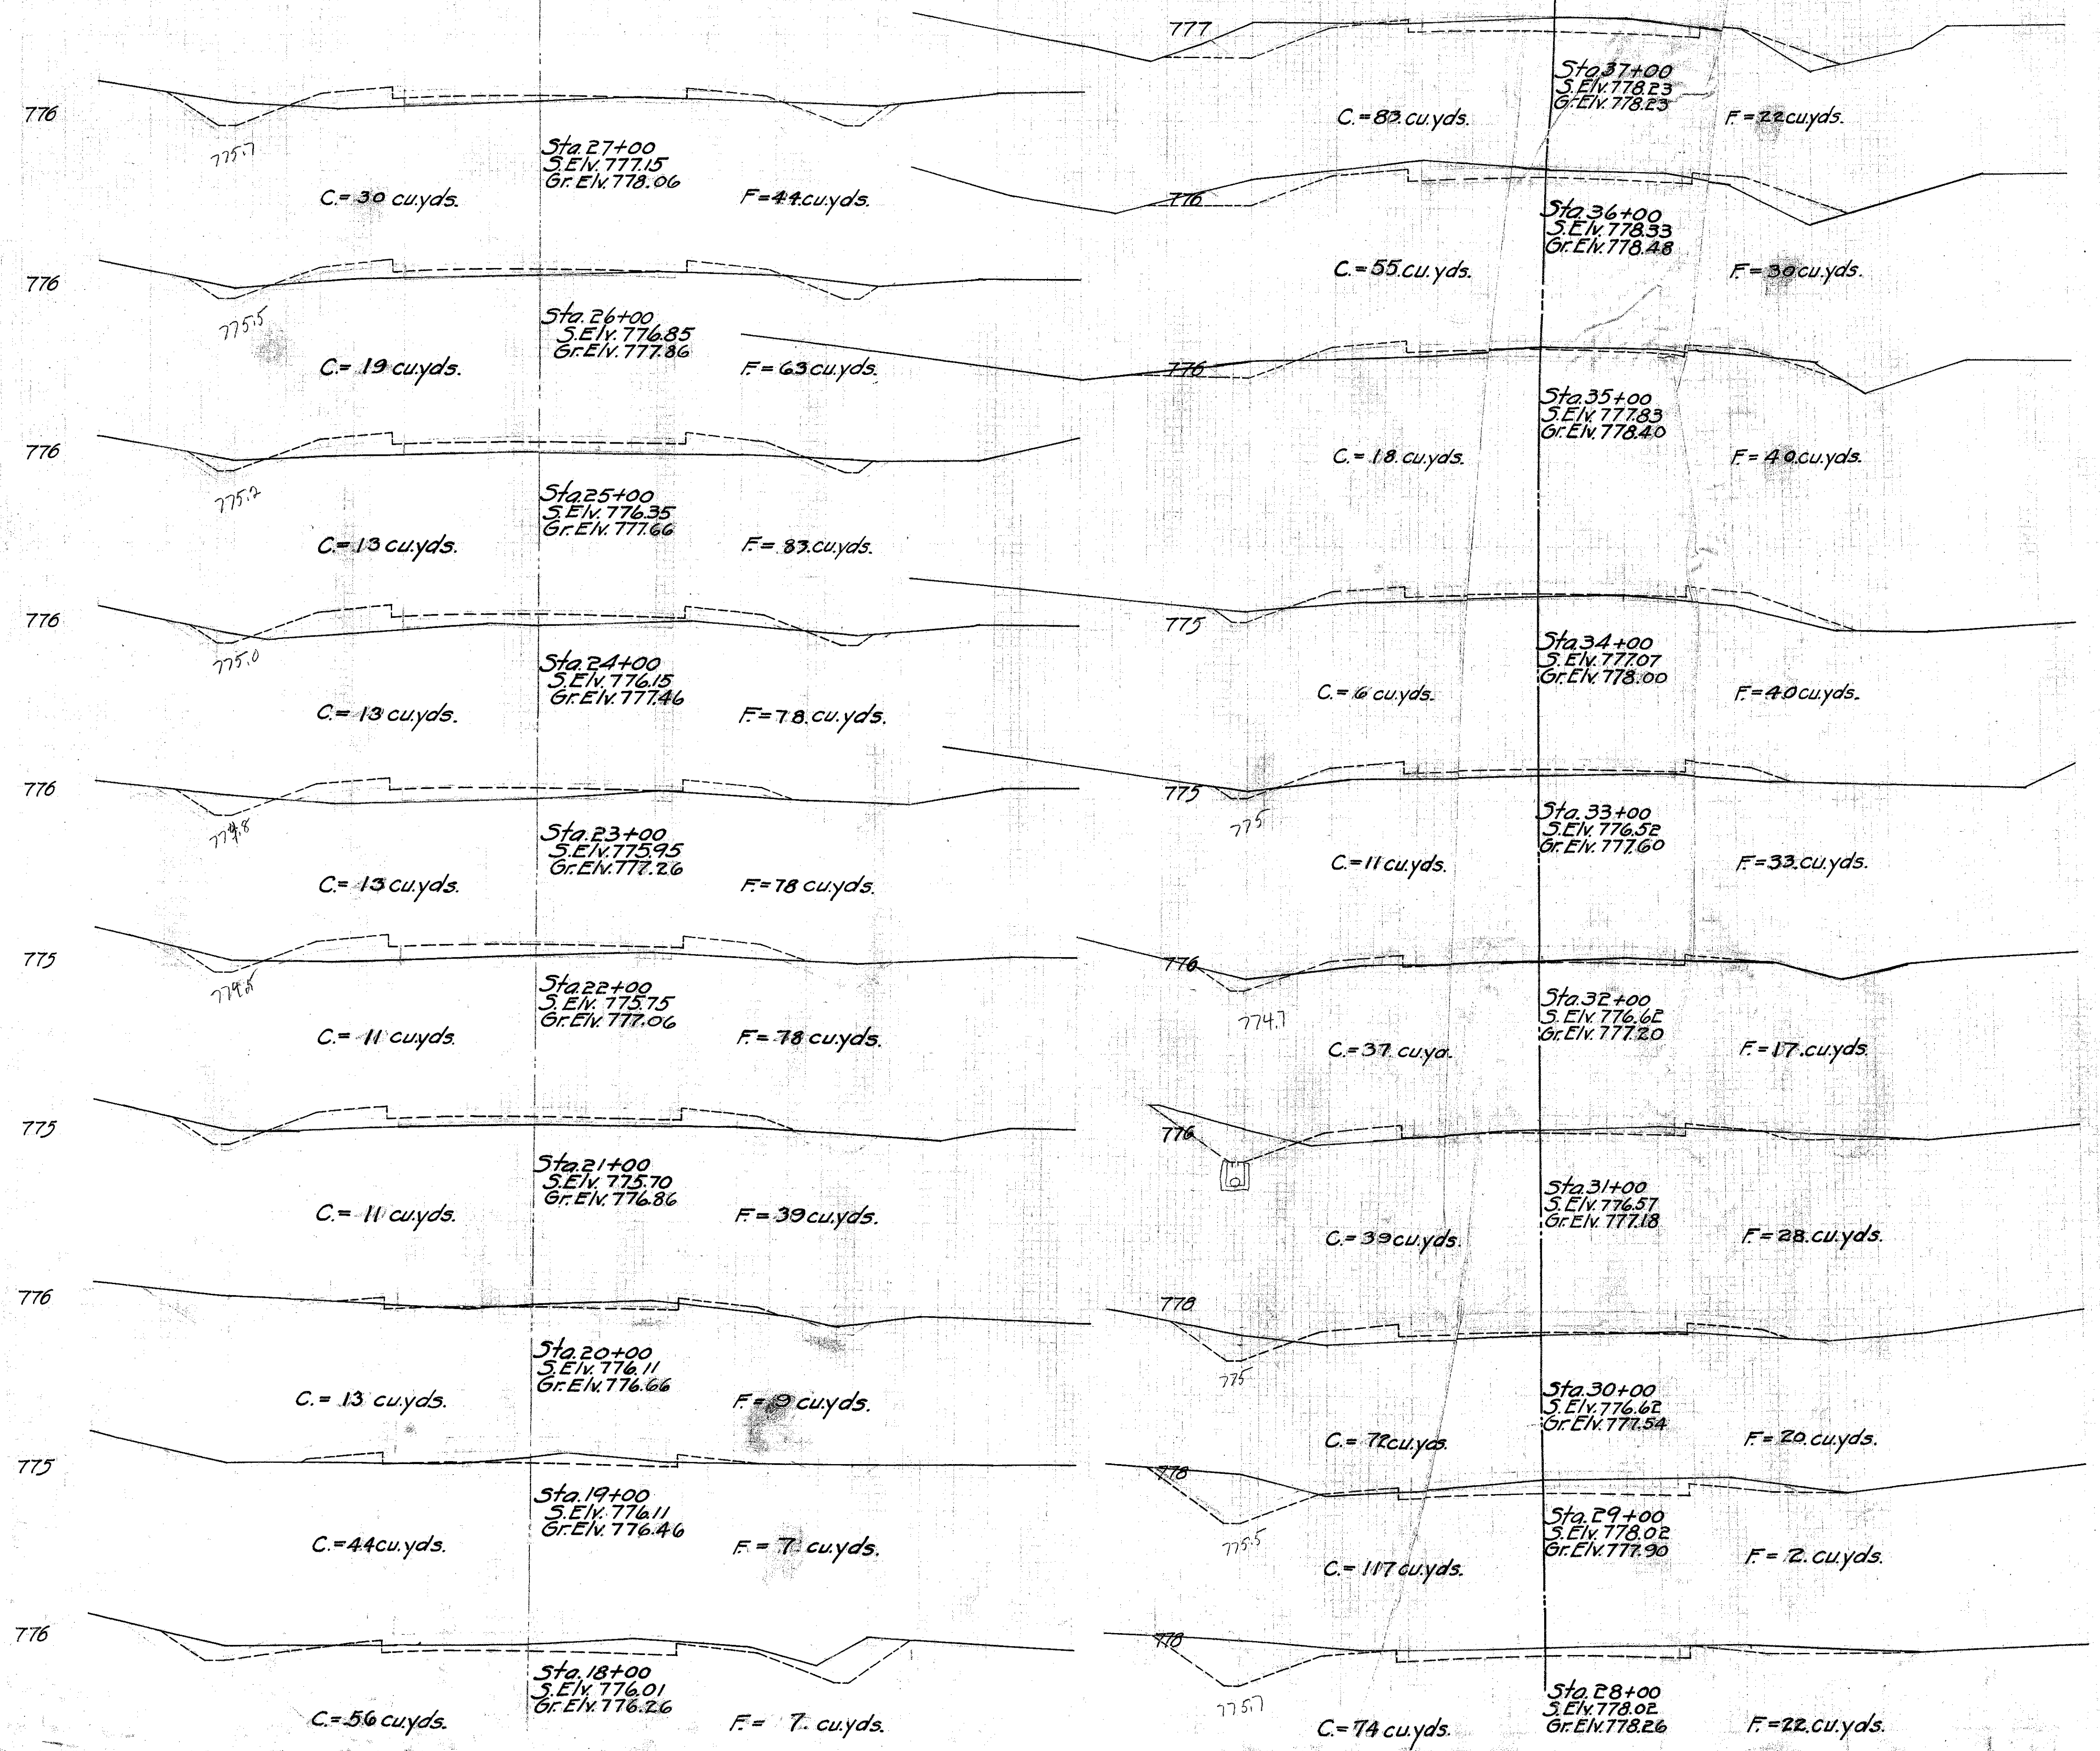 776
775.7
Sta.27+00
S.Elv.777.15
Gr.Elv.778.06
C.=30 cu.yds.
F=44.cu.yds.
776
775.5
Sta.26+00
S.Elv.776.85
Gr.Elv.777.86
C.=19 cu.yds.
F.=63 cu.yds.
776
775.2
Sta.25+00
S.Elv.776.35
Gr.Elv.777.66
C.=13 cu.yds.
F.=83.cu.yds.
776
775.0
Sta.24+00
S.Elv.776.15
Gr.Elv.777.46
C.=13 cu.yds.
F.=78.cu.yds.
776
774.8
Sta.23+00
S.Elv.775.95
Gr.Elv.777.26
C.=13 cu.yds.
F.=78 cu.yds.
775
774.5
Sta.22+00
S.Elv.775.75
Gr.Elv.777.06
C.=11 cu.yds.
F.=78 cu.yds.
775
Sta.21+00
S.Elv.775.70
Gr.Elv.776.86
C.=11 cu.yds.
F.=39 cu.yds.
776
Sta.20+00
S.Elv.776.11
Gr.Elv.776.66
C.=13 cu.yds.
F.=9 cu.yds.
775
Sta.19+00
S.Elv.776.11
Gr.Elv.776.46
C.=44cu.yds.
F.=7 cu.yds.
776
Sta.18+00
S.Elv.776.01
Gr.Elv.776.26
C.=56 cu.yds.
F.=7. cu.yds.
777
Sta.37+00
S.Elv.778.23
Gr.Elv.778.23
C.=83.cu.yds.
F.=22cu.yds.
776
Sta.36+00
S.Elv.778.33
Gr.Elv.778.48
C.=55.cu.yds.
F.=30cu.yds.
776
Sta.35+00
S.Elv.777.83
Gr.Elv.778.40
C.=18.cu.yds.
F.=40.cu.yds.
775
Sta.34+00
S.Elv.777.07
Gr.Elv.778.00
C.=6 cu.yds.
F.=40cu.yds.
775
775
Sta.33+00
S.Elv.776.52
Gr.Elv.777.60
C.=11cu.yds.
F.=33.cu.yds.
776
774.7
Sta.32+00
S.Elv.776.62
Gr.Elv.777.20
C.=37 cu.yd.
F.=17.cu.yds.
776
Sta.31+00
S.Elv.776.57
Gr.Elv.777.18
C.=39cu.yds.
F.=28.cu.yds.
778
775
Sta.30+00
S.Elv.776.62
Gr.Elv.777.54
C.=72cu.yds.
F.=20.cu.yds.
778
775.5
Sta.29+00
S.Elv.778.02
Gr.Elv.777.90
C.=117 cu.yds.
F.=2.cu.yds.
778
775.7
Sta.28+00
S.Elv.778.02
Gr.Elv.778.26
C.=74 cu.yds.
F.=22.cu.yds.